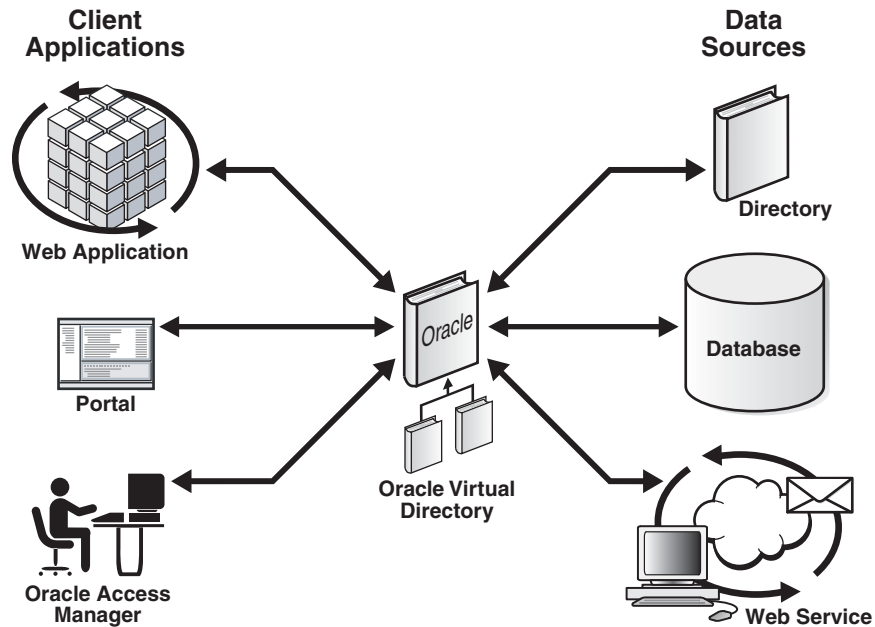 Client
Applications
Data
Sources
Web Application
Directory
Portal
Oracle
Database
Oracle Virtual
Directory
Oracle Access
Manager
Web Service